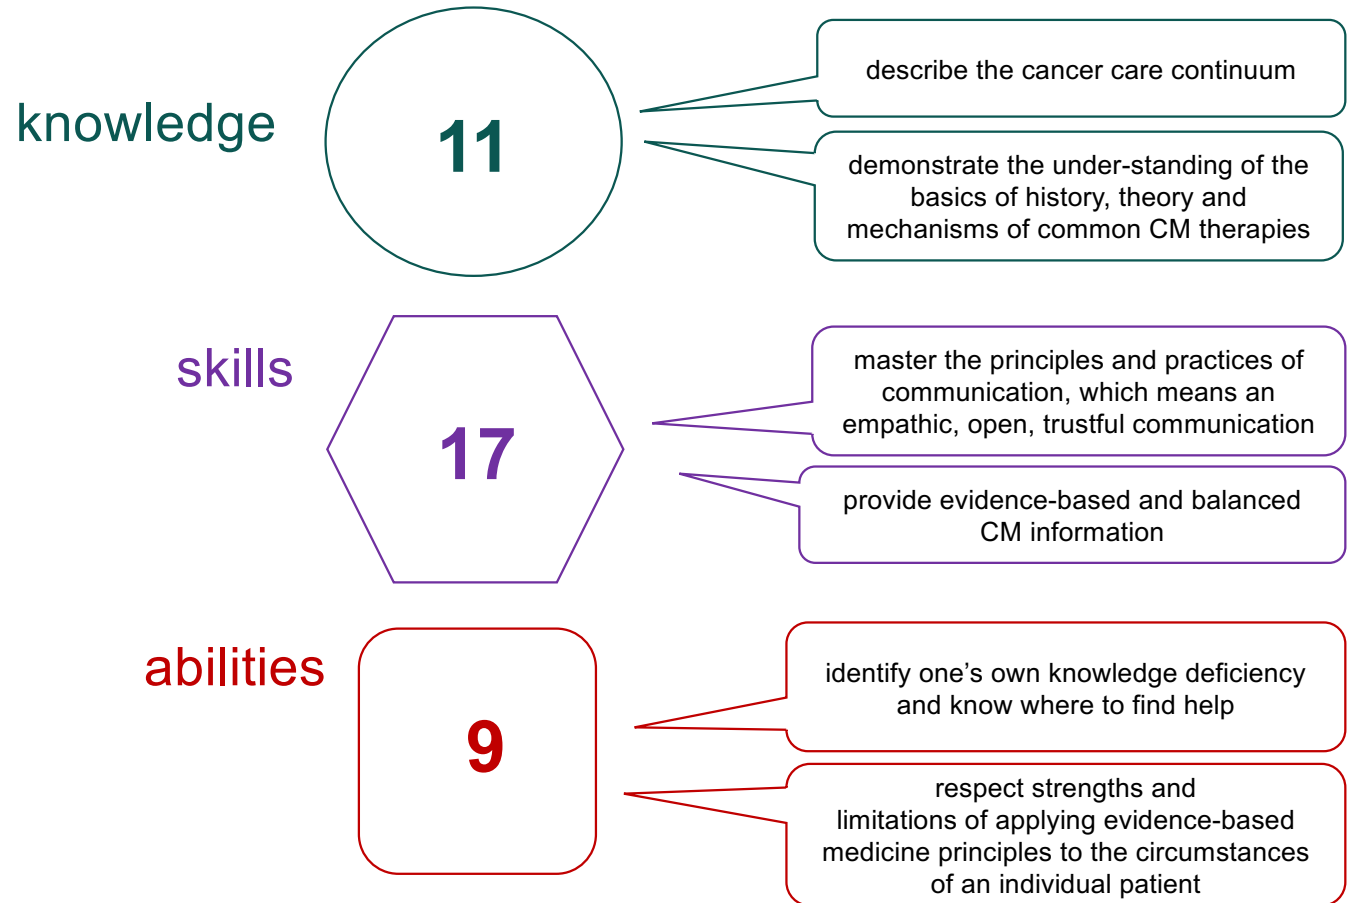 knowledge
11
describe the cancer care continuum
demonstrate the under-standing of the
basics of history, theory and
mechanisms of common CM therapies
skills
17
master the principles and practices of
communication, which means an
empathic, open, trustful communication
provide evidence-based and balanced
CM information
abilities
9
identify one’s own knowledge deficiency
and know where to find help
respect strengths and
limitations of applying evidence-based
medicine principles to the circumstances
of an individual patient